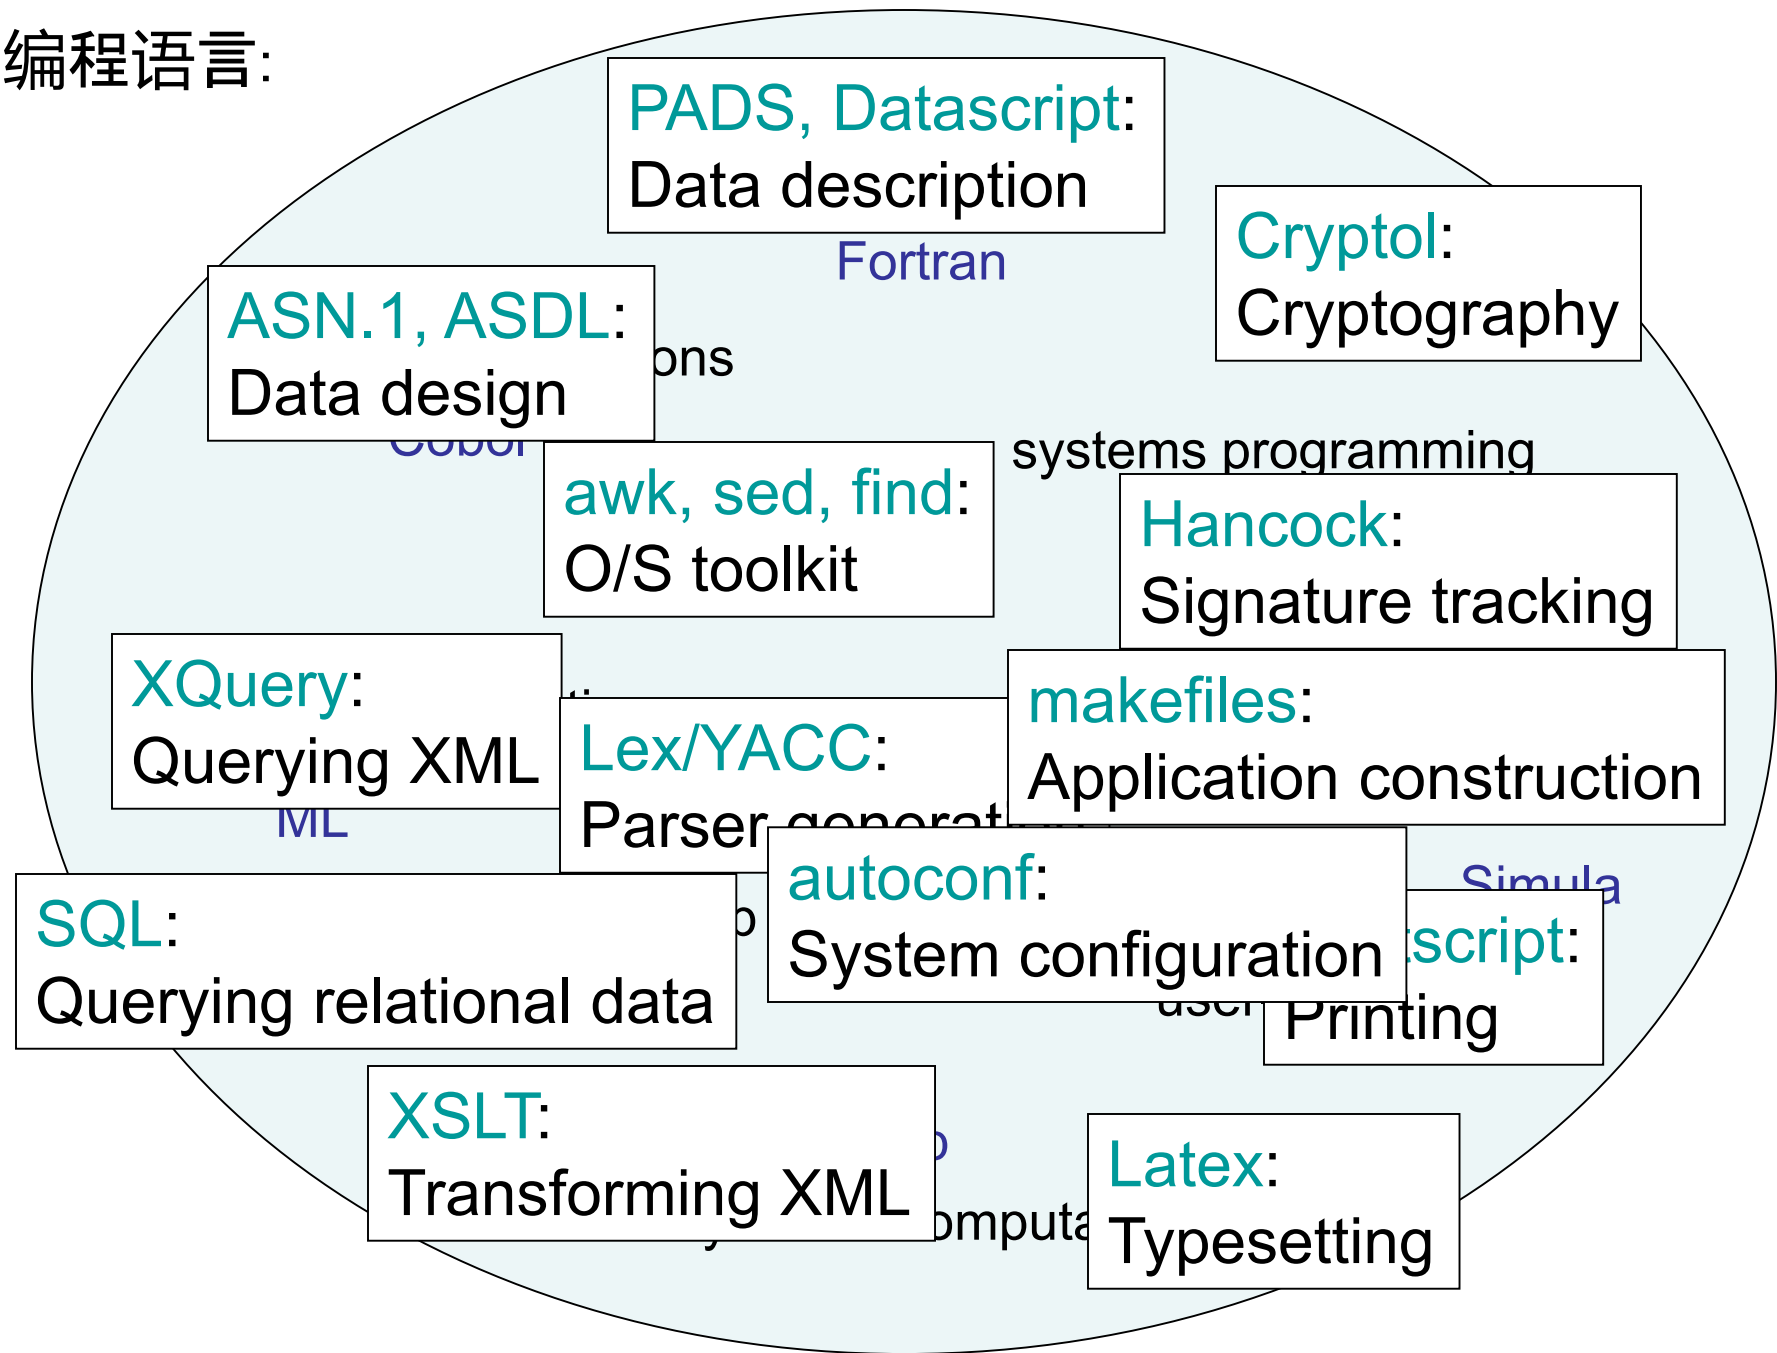 编程语言:
PADS, Datascript:
Data description
Cryptol:
Cryptography
Fortran
ASN.1, ASDL:
Data design
Cobol
systems programming
awk, sed, find:
O/S toolkit
Hancock:
Signature tracking
XQuery:
Querying XML
makefiles:
Application construction
Lex/YACC:
Parser
ML
autoconf:
System configuration
Simula
SQL:
Querying relational data
Printing
XSLT:
Transforming XML
Latex:
Typesetting